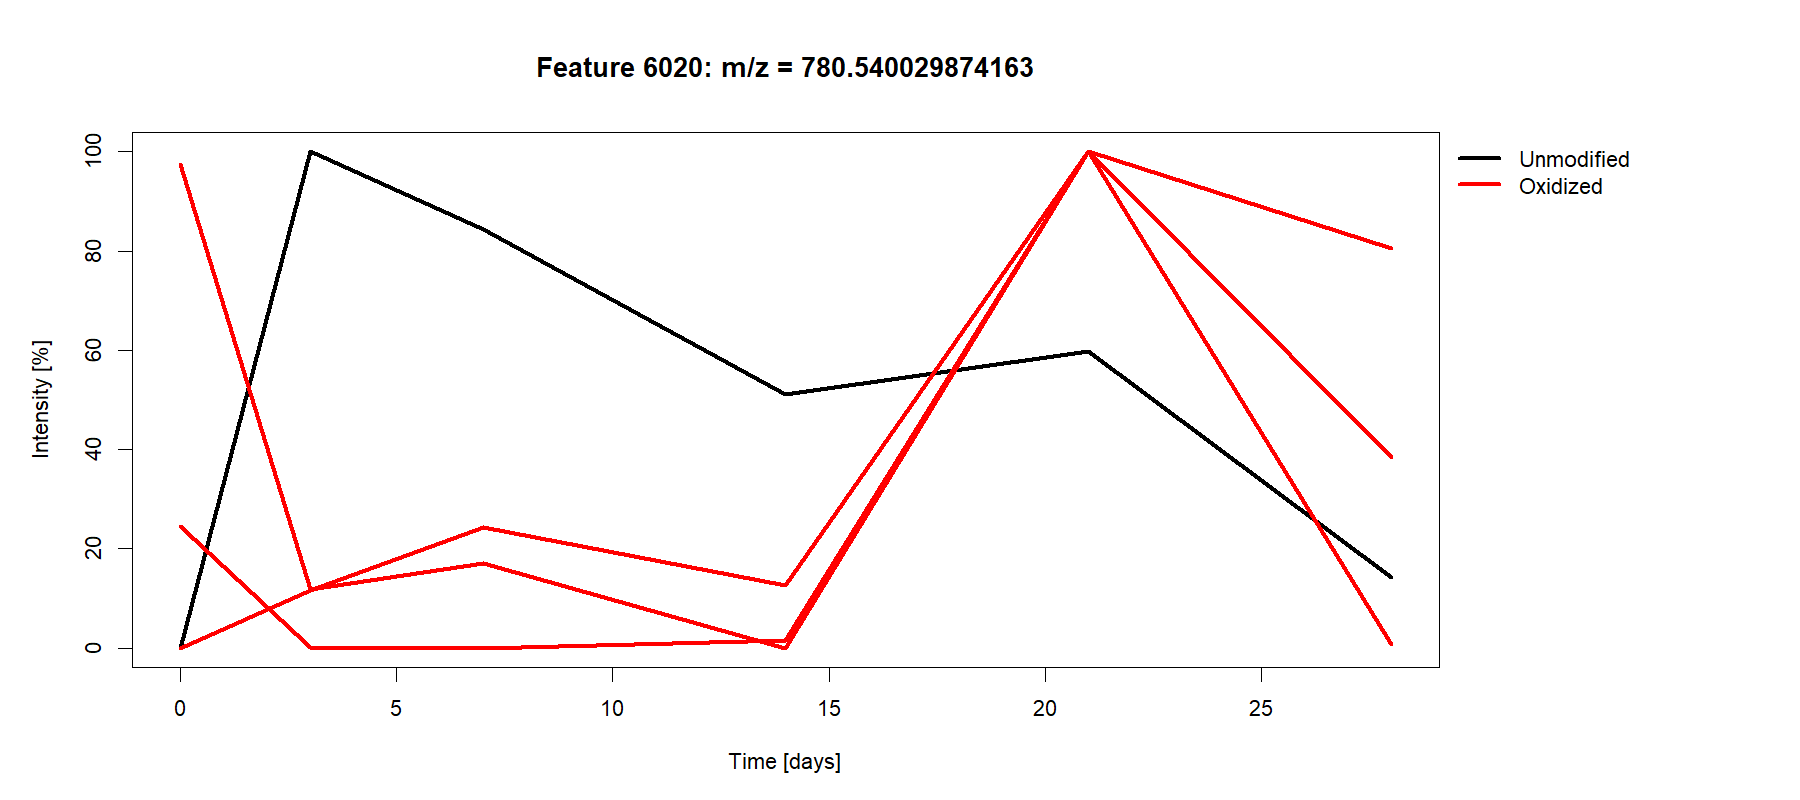 Feature 6020: m/z = 780.540029874163
Unmodified
Oxidized
Intensity [%]
100
80
60
40
20
0
0 5 10 15 20 25
Time [days]